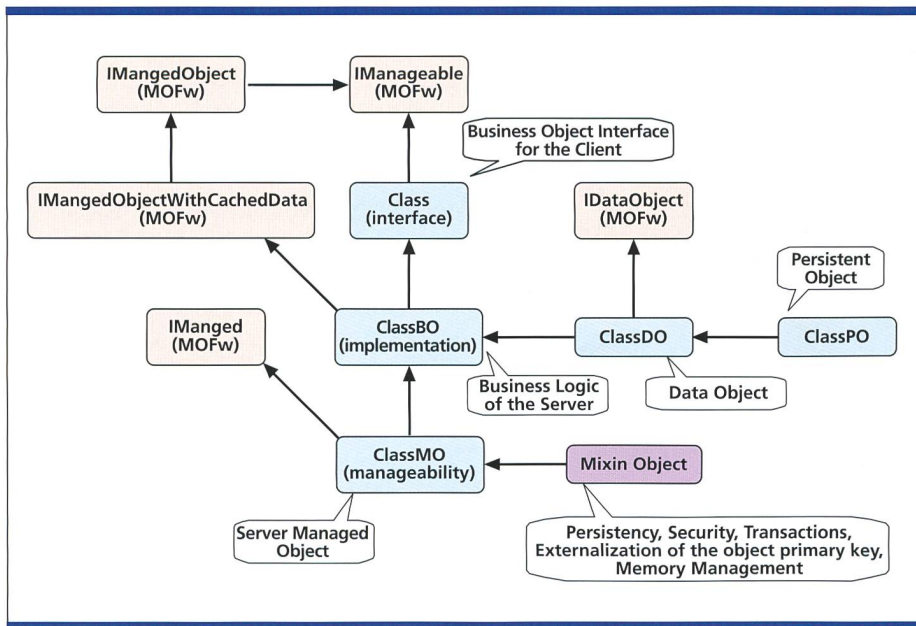 IMangedObject
(MOFw)
IManageable
(MOFw)
Business Object Interface
for the Client
IMangedObjectWithCachedData
(MOFw)
Class
(interface)
IDataObject
(MOFw)
Persistent
Object
IManged
(MOFw)
ClassBO
(implementation)
ClassDO
ClassPO
Business Logic
of the Server
Data Object
ClassMO
(manageability)
Mixin Object
Server Managed
Object
Persistency, Security, Transactions,
Externalization of the object primary key,
Memory Management